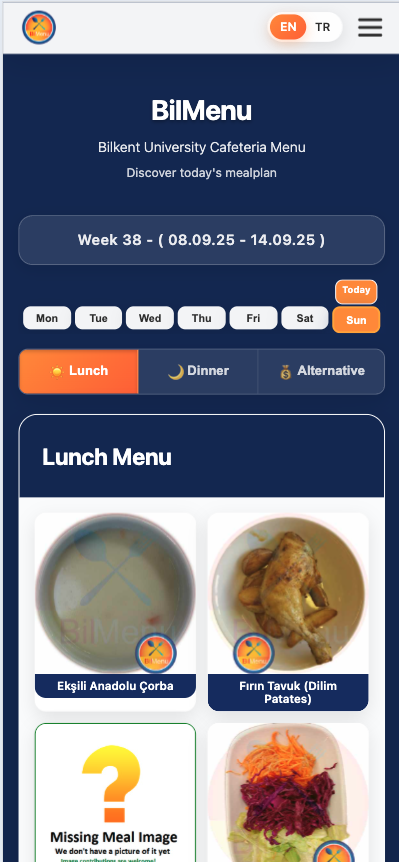 EN TR
BilMenu
Bilkent University Cafeteria Menu
Discover today's mealplan
Week 38 - ( 08.09.25 - 14.09.25 )
Today
Mon Tue Wed Thu Fri Sat Sun
Lunch Dinner Alternative
Lunch Menu
BilMenu
Ekşili Anadolu Çorba
Fırın Tavuk (Dilim
Patates)
Missing Meal Image
We don't have a picture of it yet
Image contributions are welcome!